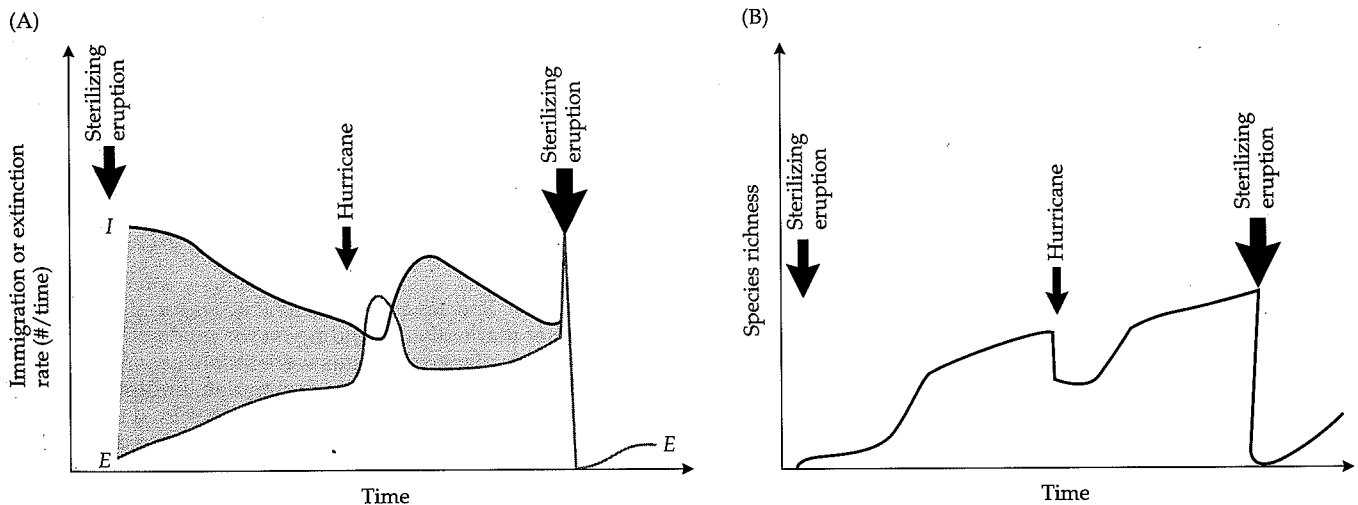 (A)
Sterilizing
eruption
Hurricane
Sterilizing
eruption
Immigration or extinction
rate (#/time)
I
E
E
Time
(B)
Sterilizing
eruption
Hurricane
Sterilizing
eruption
Species richness
Time